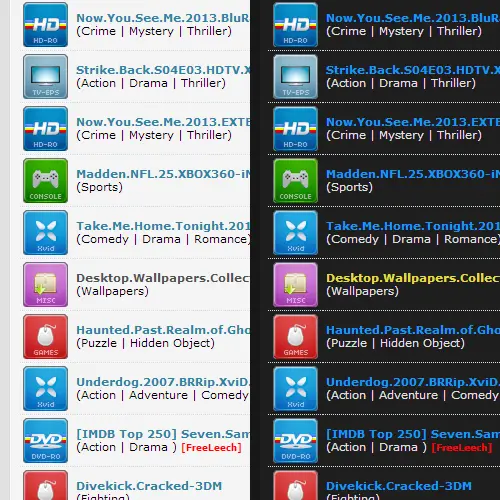 Now.You.See.Me.2013.BluR
(Crime | Mystery | Thriller)
HD
HD-RO
Strike.Back.S04E03.HDTV.X
(Action | Drama | Thriller)
TV-EPS
Now.You.See.Me.2013.EXTE
(Crime | Mystery | Thriller)
HD
HD-RO
Madden.NFL.25.XBOX360-iM
(Sports)
CONSOLE
Take.Me.Home.Tonight.201
(Comedy | Drama | Romance)
Xvid
Desktop.Wallpapers.Collec
(Wallpapers)
MISC
Haunted.Past.Realm.of.Gho
(Puzzle | Hidden Object)
GAMES
Underdog.2007.BRRip.XviD.
(Action | Adventure | Comedy
Xvid
[IMDB Top 250] Seven.Sam
(Action | Drama ) [FreeLeech]
DVD
DVD-RO
Divekick.Cracked-3DM
(Fighting)
Now.You.See.Me.2013.BluR
(Crime | Mystery | Thriller)
HD
HD-RO
Strike.Back.S04E03.HDTV.X
(Action | Drama | Thriller)
TV-EPS
Now.You.See.Me.2013.EXTE
(Crime | Mystery | Thriller)
HD
HD-RO
Madden.NFL.25.XBOX360-iM
(Sports)
CONSOLE
Take.Me.Home.Tonight.201
(Comedy | Drama | Romance)
Xvid
Desktop.Wallpapers.Collec
(Wallpapers)
MISC
Haunted.Past.Realm.of.Gho
(Puzzle | Hidden Object)
GAMES
Underdog.2007.BRRip.XviD.
(Action | Adventure | Comedy
Xvid
[IMDB Top 250] Seven.Sam
(Action | Drama ) [FreeLeech]
DVD
DVD-RO
Divekick.Cracked-3DM
(Fighting)